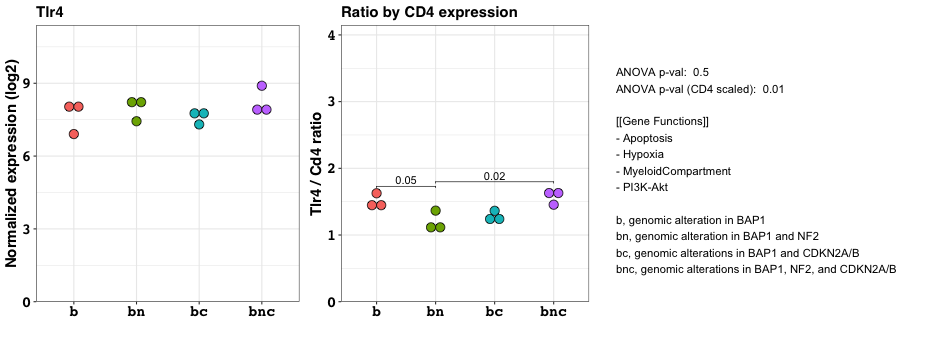 Tlr4
Normalized expression (log2)
9
6
3
0
b
bn
bc
bnc
Ratio by CD4 expression
Tlr4 / Cd4 ratio
4
3
2
1
0
0.05
0.02
b
bn
bc
bnc
ANOVA p-val: 0.5
ANOVA p-val (CD4 scaled): 0.01
[[Gene Functions]]
- Apoptosis
- Hypoxia
- MyeloidCompartment
- PI3K-Akt
b, genomic alteration in BAP1
bn, genomic alteration in BAP1 and NF2
bc, genomic alterations in BAP1 and CDKN2A/B
bnc, genomic alterations in BAP1, NF2, and CDKN2A/B